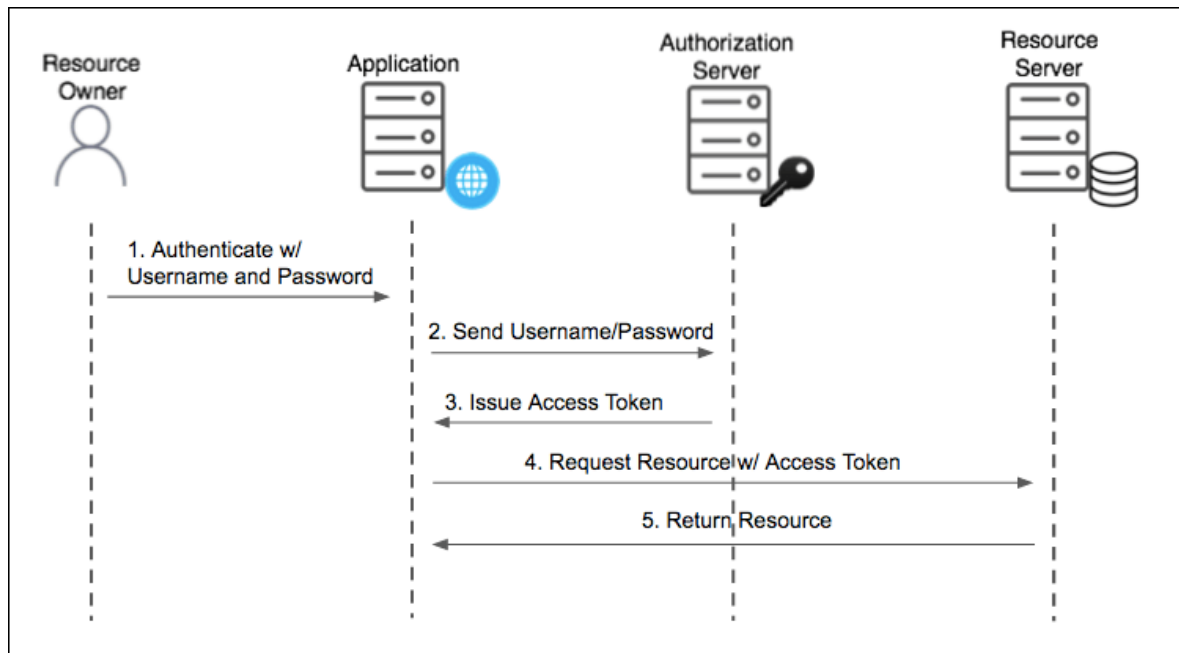 Resource
Owner
Application
Authorization
Server
Resource
Server
1. Authenticate w/
Username and Password
2. Send Username/Password
3. Issue Access Token
4. Request Resource w/ Access Token
5. Return Resource